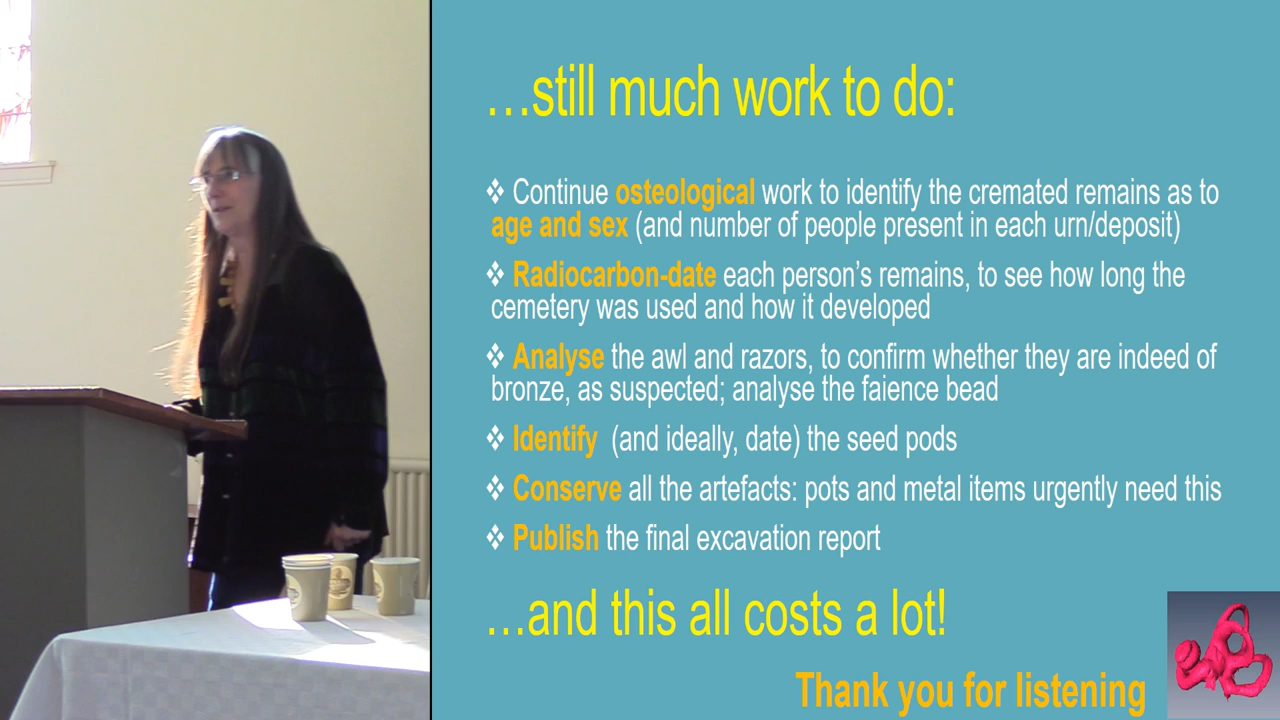 …still much work to do:
❖ Continue osteological work to identify the cremated remains as to
age and sex (and number of people present in each urn/deposit)
❖ Radiocarbon-date each person’s remains, to see how long the
cemetery was used and how it developed
❖ Analyse the awl and razors, to confirm whether they are indeed of
bronze, as suspected; analyse the faience bead
❖ Identify (and ideally, date) the seed pods
❖ Conserve all the artefacts: pots and metal items urgently need this
❖ Publish the final excavation report
…and this all costs a lot!
Thank you for listening